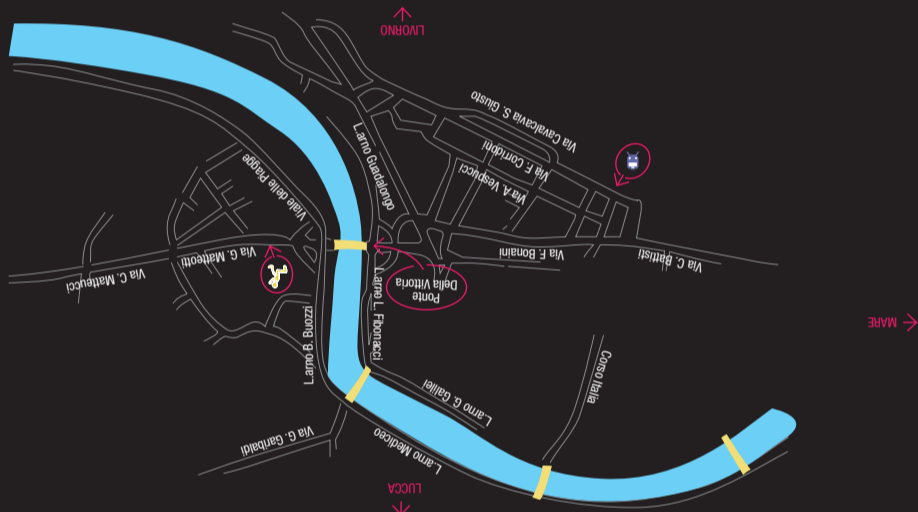 LUCCA
L.arno Mediceo
Via G. Garibaldi
L.arno G. Galilei
Corso Italia
L.arno B. Buozzi
L.arno L. Fibonacci
MARE
Ponte
Della Vittoria
Via C. Matteucci
Via G. Matteotti
Via F. Bonaini
Via C. Battisti
Viale delle Piagge
L.arno Guadalongo
Via A. Vespucci
Via F. Corridoni
Via Cavalcavia S. Giusto
LIVORNO